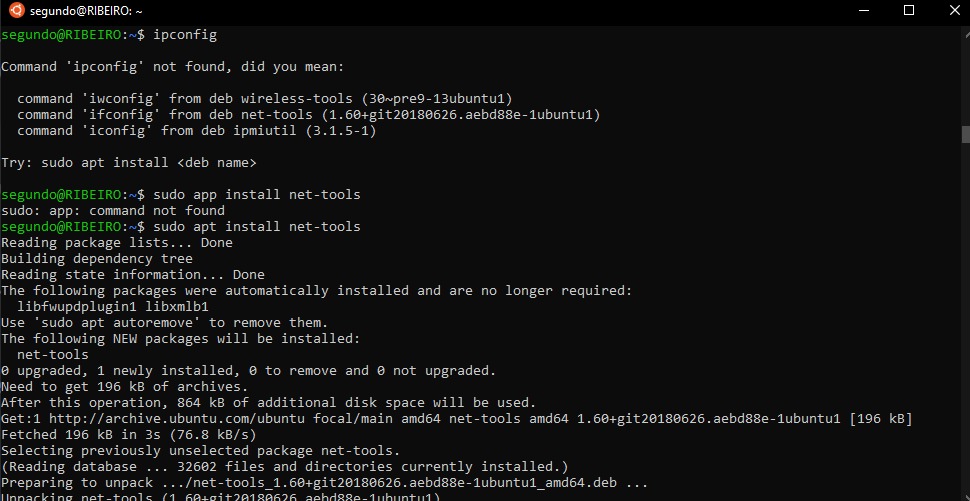 segundo@RIBEIRO: ~
segundo@RIBEIRO:~$ ipconfig
Command 'ipconfig' not found, did you mean:
  command 'iwconfig' from deb wireless-tools (30~pre9-13ubuntu1)
  command 'ifconfig' from deb net-tools (1.60+git20180626.aebd88e-1ubuntu1)
  command 'iconfig' from deb ipmiutil (3.1.5-1)
Try: sudo apt install <deb name>
segundo@RIBEIRO:~$ sudo app install net-tools
sudo: app: command not found
segundo@RIBEIRO:~$ sudo apt install net-tools
Reading package lists... Done
Building dependency tree
Reading state information... Done
The following packages were automatically installed and are no longer required:
  libfwupdplugin1 libxmlb1
Use 'sudo apt autoremove' to remove them.
The following NEW packages will be installed:
  net-tools
0 upgraded, 1 newly installed, 0 to remove and 0 not upgraded.
Need to get 196 kB of archives.
After this operation, 864 kB of additional disk space will be used.
Get:1 http://archive.ubuntu.com/ubuntu focal/main amd64 net-tools amd64 1.60+git20180626.aebd88e-1ubuntu1 [196 kB]
Fetched 196 kB in 3s (76.8 kB/s)
Selecting previously unselected package net-tools.
(Reading database ... 32602 files and directories currently installed.)
Preparing to unpack .../net-tools_1.60+git20180626.aebd88e-1ubuntu1_amd64.deb ...
Unpacking net-tools (1.60+git20180626.aebd88e-1ubuntu1)